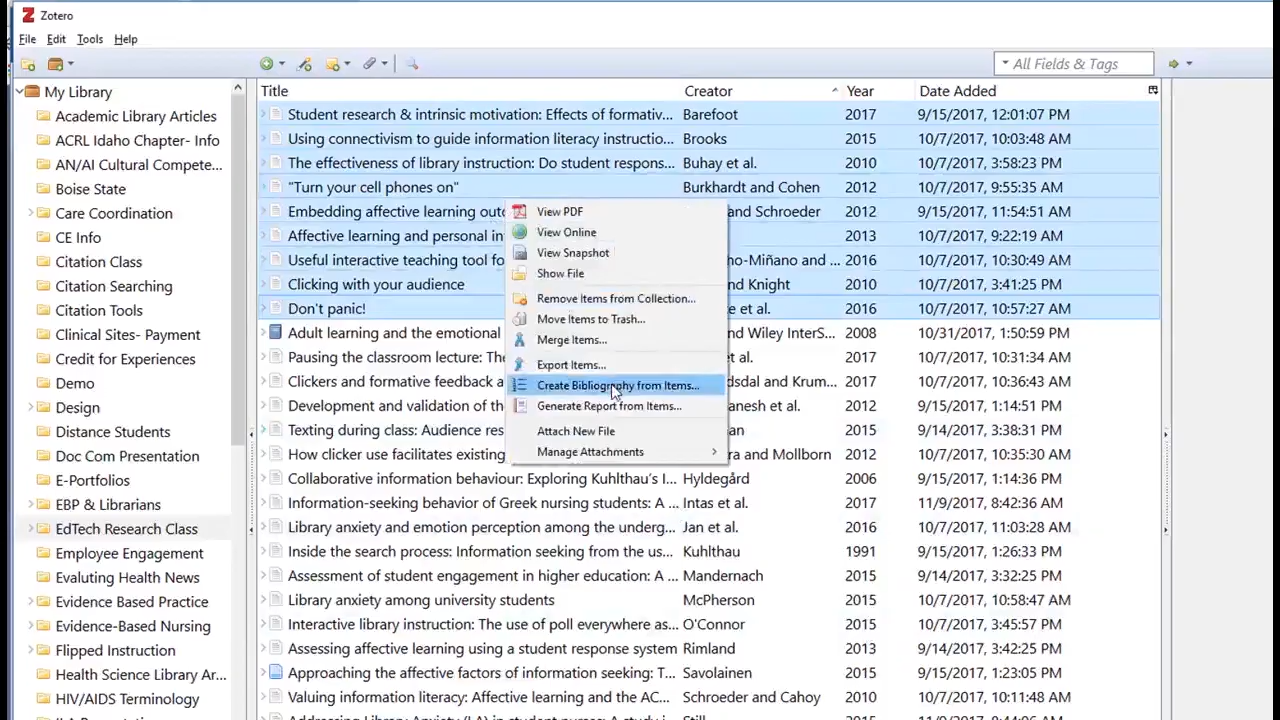 Zotero
File Edit Tools Help
All Fields & Tags
My Library
Academic Library Articles
ACRL Idaho Chapter- Info
AN/AI Cultural Compete...
Boise State
Care Coordination
CE Info
Citation Class
Citation Searching
Citation Tools
Clinical Sites- Payment
Credit for Experiences
Demo
Design
Distance Students
Doc Com Presentation
E-Portfolios
EBP & Librarians
EdTech Research Class
Employee Engagement
Evaluting Health News
Evidence Based Practice
Evidence-Based Nursing
Flipped Instruction
Health Science Library Ar...
HIV/AIDS Terminology
Title Creator Year Date Added
Student research & intrinsic motivation: Effects of formativ... Barefoot 2017 9/15/2017, 12:01:07 PM
Using connectivism to guide information literacy instructio... Brooks 2015 10/7/2017, 10:03:48 AM
The effectiveness of library instruction: Do student respons... Buhay et al. 2010 10/7/2017, 3:58:23 PM
"Turn your cell phones on" Burkhardt and Cohen 2012 10/7/2017, 9:55:35 AM
Embedding affective learning and Schroeder 2012 9/15/2017, 11:54:51 AM
Affective learning and personal in 2013 10/7/2017, 9:22:19 AM
Useful interactive teaching tool fo and ... 2016 10/7/2017, 10:30:49 AM
Clicking with your audience and Knight 2010 10/7/2017, 3:41:25 PM
Don't panic! et al. 2016 10/7/2017, 10:57:27 AM
Adult learning and the emotional and Wiley InterS... 2008 10/31/2017, 1:50:59 PM
Pausing the classroom lecture: The et al. 2015 10/7/2017, 10:31:34 AM
Clickers and formative feedback a and Krum... 2015 10/7/2017, 10:36:43 AM
Development and validation of the et al. 2015 9/14/2017, 1:14:51 PM
Texting during class: Audience res 2014 10/7/2017, 3:38:31 PM
How clicker use facilitates existing and Mollborn 2012 10/7/2017, 10:35:30 AM
Collaborative information behaviour: Exploring Kuhlthau's I... Hyldegård 2006 9/15/2017, 1:14:36 PM
Information-seeking behavior of Greek nursing students: A ... Intas et al. 2017 11/9/2017, 8:42:36 AM
Library anxiety and emotion perception among the underg... Jan et al. 2016 10/7/2017, 11:03:28 AM
Inside the search process: Information seeking from the us... Kuhlthau 1991 9/15/2017, 1:26:33 PM
Assessment of student engagement in higher education: A ... Mandernach 2015 9/14/2017, 3:32:25 PM
Library anxiety among university students McPherson 2015 10/7/2017, 10:58:47 AM
Interactive library instruction: The use of poll everywhere as... O'Connor 2015 10/7/2017, 3:45:57 PM
Assessing affective learning using a student response system Rimland 2013 9/14/2017, 3:42:25 PM
Approaching the affective factors of information seeking: T... Savolainen 2015 9/15/2017, 1:23:05 PM
Valuing information literacy: Affective learning and the AC... Schroeder and Cahoy 2010 10/7/2017, 10:11:48 AM
View PDF
View Online
View Snapshot
Show File
Remove Items from Collection...
Move Items to Trash...
Merge Items...
Export Items...
Create Bibliography from Items...
Generate Report from Items...
Attach New File
Manage Attachments